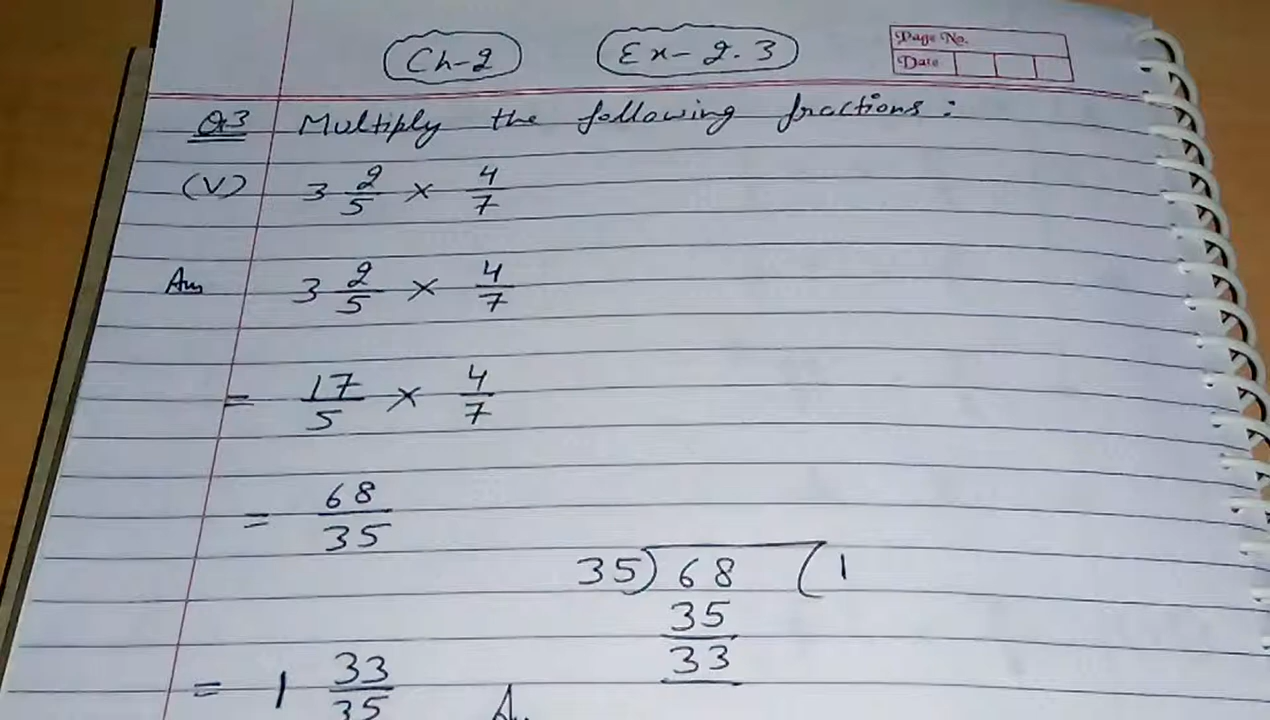 Ch-2 Ex-2.3
Page No.
Date
Q3 Multiply the following fractions:
(V) 3 2/5 × 4/7
Ans 3 2/5 × 4/7
= 17/5 × 4/7
= 68/35
35) 68 (1
35
33
= 1 33/35